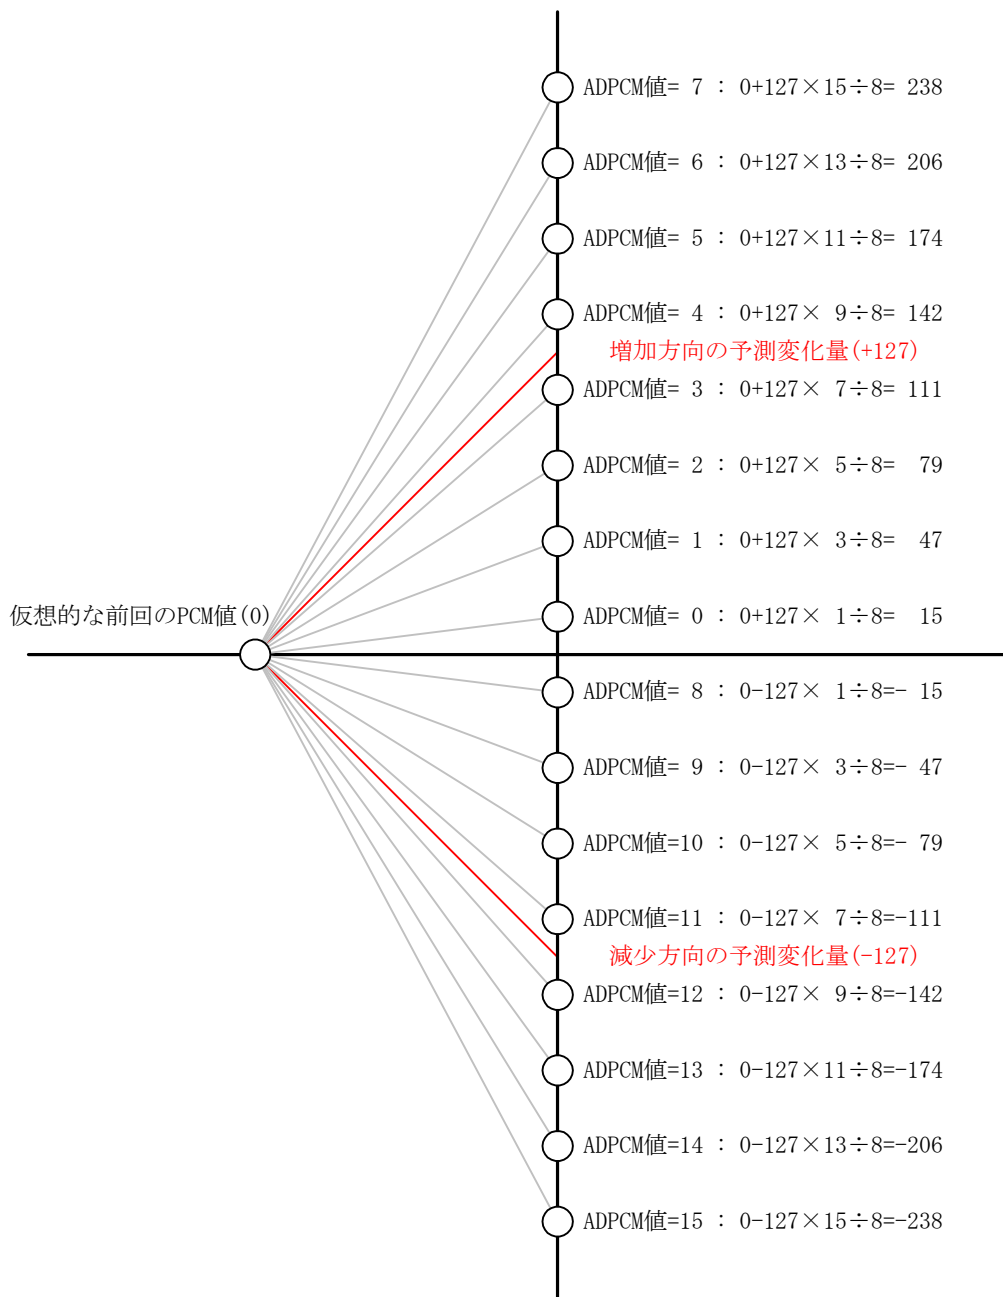 ADPCM値= 7 : 0+127×15÷8= 238
ADPCM値= 6 : 0+127×13÷8= 206
ADPCM値= 5 : 0+127×11÷8= 174
ADPCM値= 4 : 0+127× 9÷8= 142
増加方向の予測変化量(+127)
ADPCM値= 3 : 0+127× 7÷8= 111
ADPCM値= 2 : 0+127× 5÷8=  79
ADPCM値= 1 : 0+127× 3÷8=  47
仮想的な前回のPCM値(0)
ADPCM値= 0 : 0+127× 1÷8=  15
ADPCM値= 8 : 0-127× 1÷8=- 15
ADPCM値= 9 : 0-127× 3÷8=- 47
ADPCM値=10 : 0-127× 5÷8=- 79
ADPCM値=11 : 0-127× 7÷8=-111
減少方向の予測変化量(-127)
ADPCM値=12 : 0-127× 9÷8=-142
ADPCM値=13 : 0-127×11÷8=-174
ADPCM値=14 : 0-127×13÷8=-206
ADPCM値=15 : 0-127×15÷8=-238